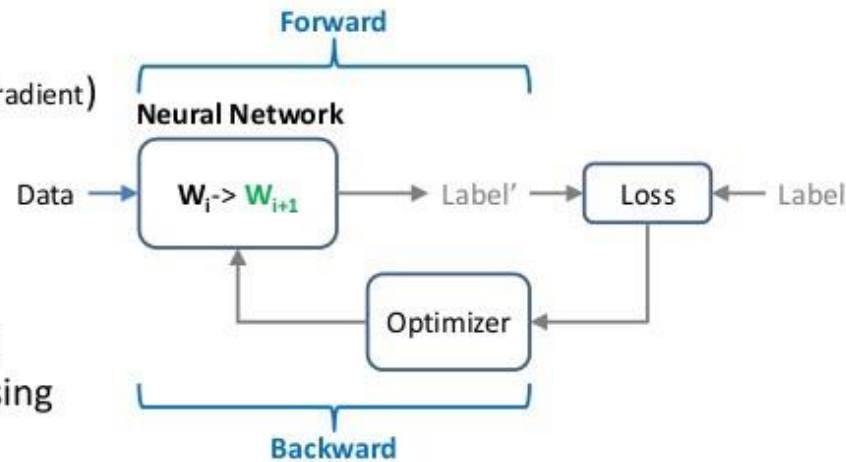 Forward
radient)
Neural Network
Data
Wᵢ-> Wᵢ₊₁
Label’
Loss
Label
Optimizer
sing
Backward